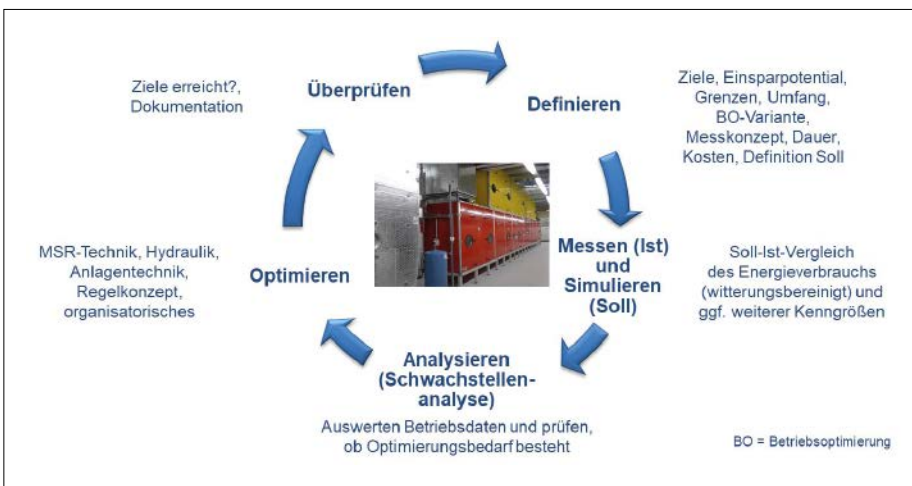 Überprüfen
Ziele erreicht?,
Dokumentation
Definieren
Ziele, Einsparpotential,
Grenzen, Umfang,
BO-Variante,
Messkonzept, Dauer,
Kosten, Definition Soll
Messen (Ist)
und
Simulieren
(Soll)
Soll-Ist-Vergleich
des Energieverbrauchs
(witterungsbereinigt) und
ggf. weiterer Kenngrößen
Analysieren
(Schwachstellen-
analyse)
Auswerten Betriebsdaten und prüfen,
ob Optimierungsbedarf besteht
Optimieren
MSR-Technik, Hydraulik,
Anlagentechnik,
Regelkonzept,
organisatorisches
BO = Betriebsoptimierung